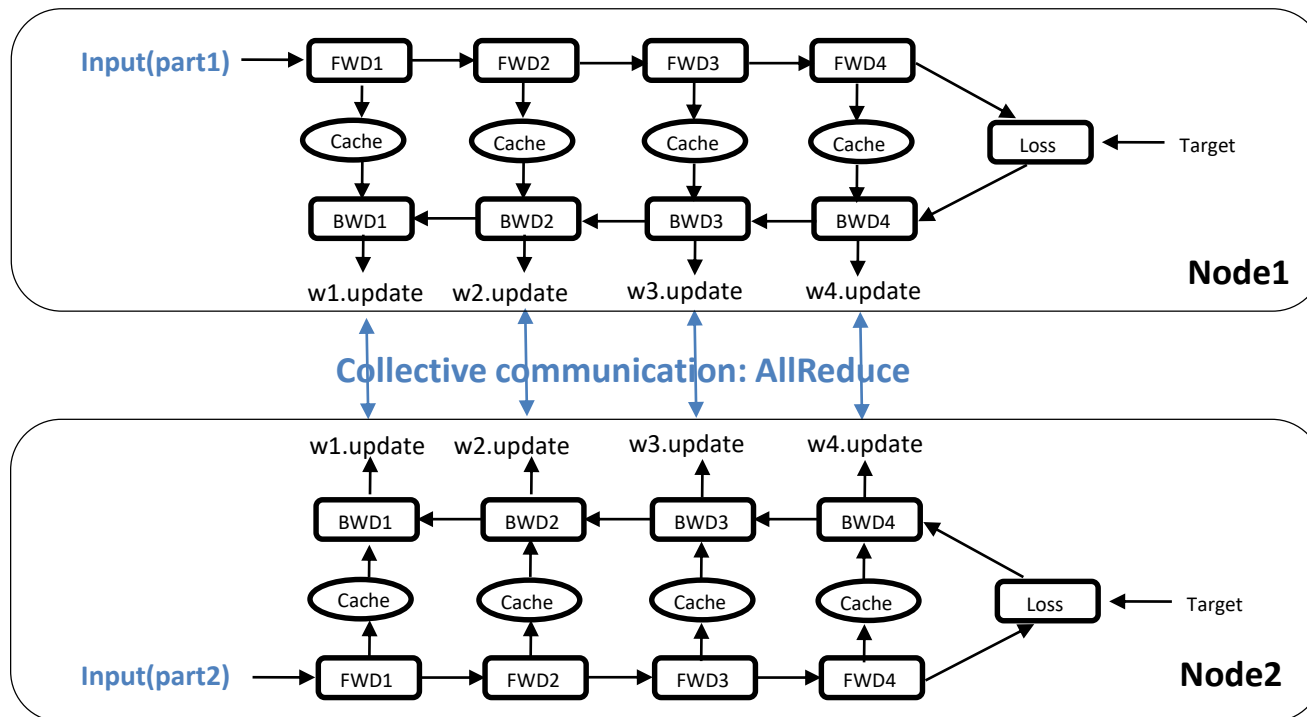 Input(part1)
FWD1
FWD2
FWD3
FWD4
Cache
Cache
Cache
Cache
Loss
Target
BWD1
BWD2
BWD3
BWD4
w1.update
w2.update
w3.update
w4.update
Node1
Collective communication: AllReduce
w1.update
w2.update
w3.update
w4.update
BWD1
BWD2
BWD3
BWD4
Cache
Cache
Cache
Cache
Loss
Target
Input(part2)
FWD1
FWD2
FWD3
FWD4
Node2